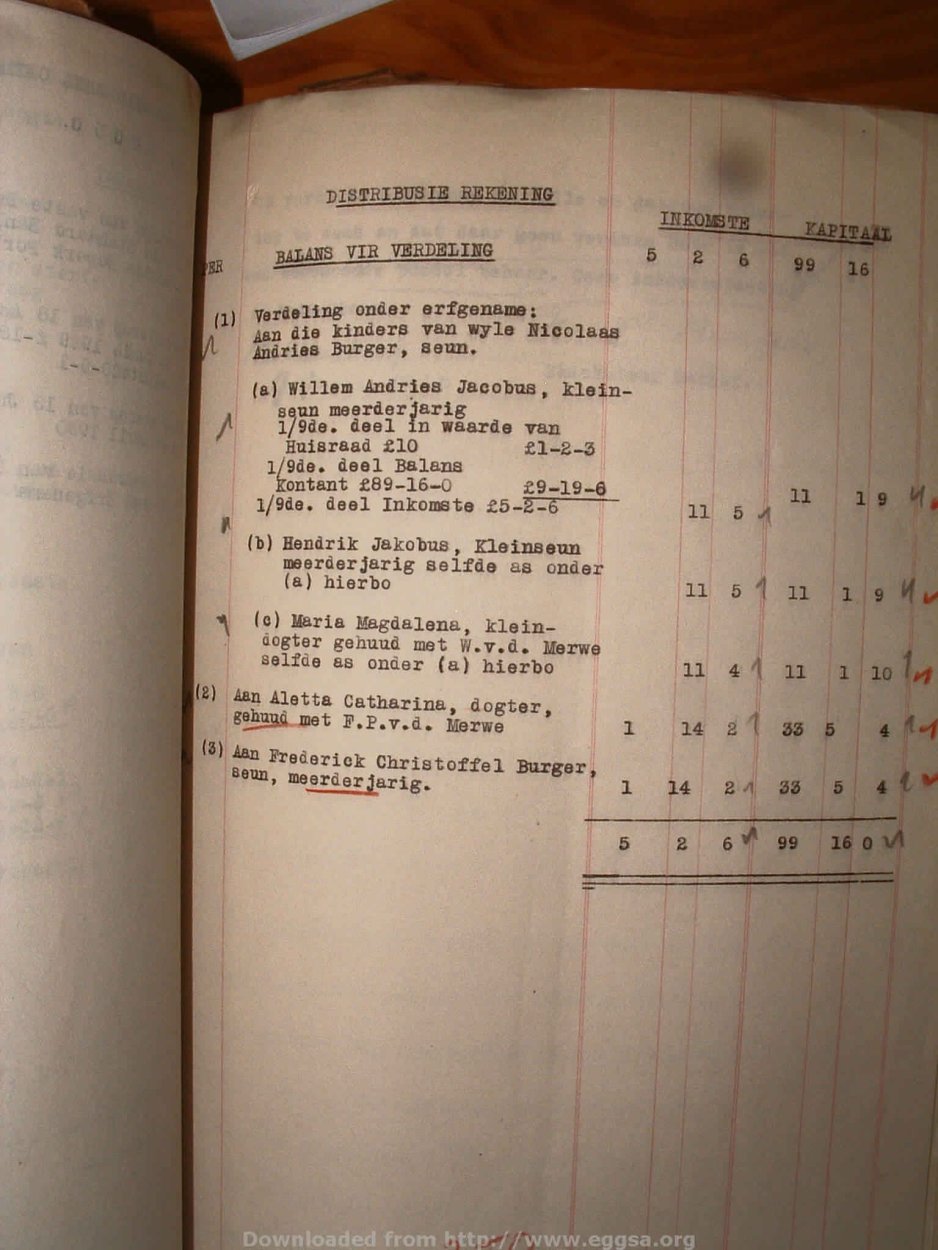 DISTRIBUSIE REKENING
INKOMSTE KAPITAAL
PER BALANS VIR VERDELING 5 2 6 99 16
(1) Verdeling onder erfgename:
Aan die kinders van wyle Nicolaas
Andries Burger, seun.
(a) Willem Andries Jacobus, klein-
seun meerderjarig
1/9de. deel in waarde van
Huisraad £10 £1-2-3
1/9de. deel Balans
Kontant £89-16-0 £9-19-6 11 1 9
1/9de. deel Inkomste £5-2-6 11 5
(b) Hendrik Jakobus, Kleinseun
meerderjarig selfde as onder
(a) hierbo 11 5 11 1 9
(c) Maria Magdalena, klein-
dogter gehuud met W.v.d. Merwe
selfde as onder (a) hierbo 11 4 11 1 10
(2) Aan Aletta Catharina, dogter,
gehuud met F.P.v.d. Merwe 1 14 2 33 5 4
(3) Aan Frederick Christoffel Burger,
seun, meerderjarig. 1 14 2 33 5 4
5 2 6 99 16 0
Downloaded from http://www.eggsa.org